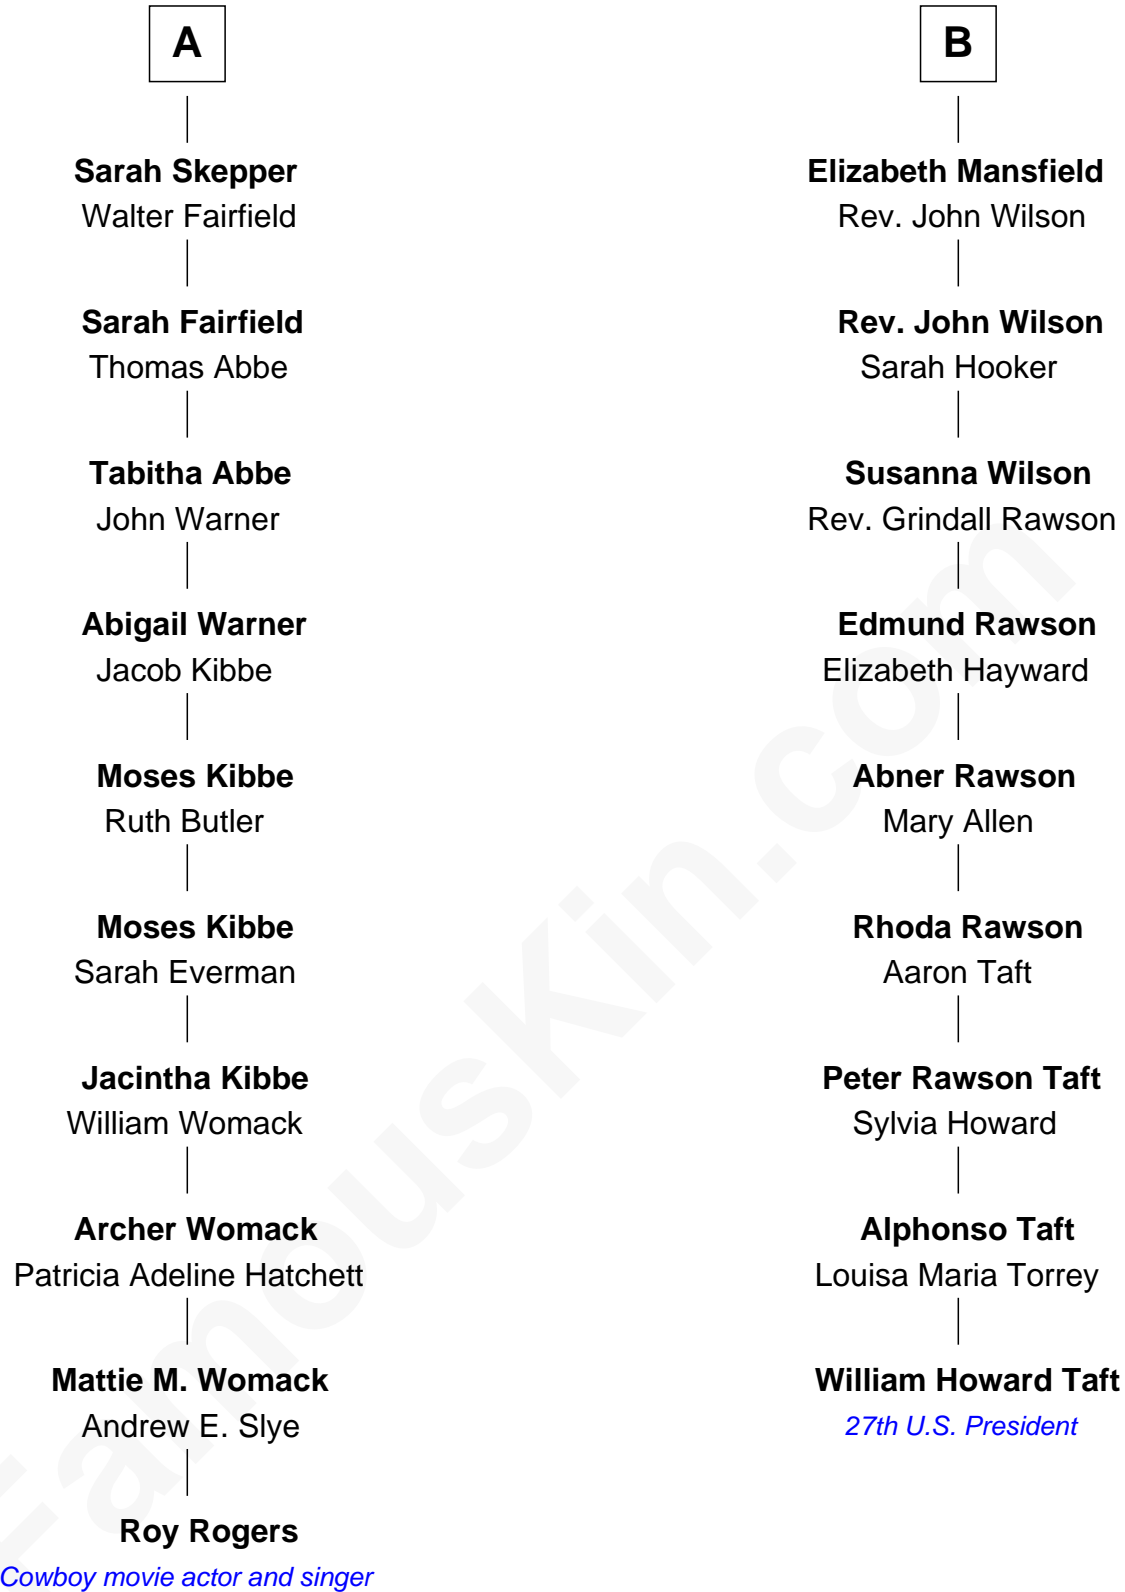 A
Sarah Skepper
Walter Fairfield
Sarah Fairfield
Thomas Abbe
Tabitha Abbe
John Warner
Abigail Warner
Jacob Kibbe
Moses Kibbe
Ruth Butler
Moses Kibbe
Sarah Everman
Jacintha Kibbe
William Womack
Archer Womack
Patricia Adeline Hatchett
Mattie M. Womack
Andrew E. Slye
Roy Rogers
Cowboy movie actor and singer
B
Elizabeth Mansfield
Rev. John Wilson
Rev. John Wilson
Sarah Hooker
Susanna Wilson
Rev. Grindall Rawson
Edmund Rawson
Elizabeth Hayward
Abner Rawson
Mary Allen
Rhoda Rawson
Aaron Taft
Peter Rawson Taft
Sylvia Howard
Alphonso Taft
Louisa Maria Torrey
William Howard Taft
27th U.S. President
FamousKin.com